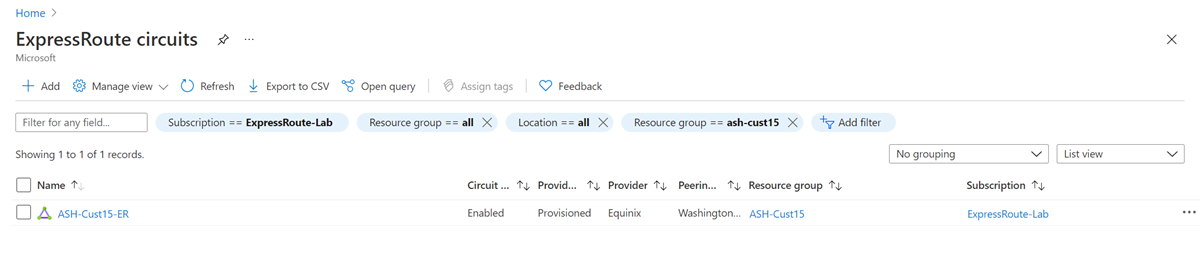 Home >
ExpressRoute circuits ...
Microsoft
Add Manage view Refresh Export to CSV Open query Assign tags Feedback
Filter for any field... Subscription == ExpressRoute-Lab Resource group == all Location == all Resource group == ash-cust15 Add filter
Showing 1 to 1 of 1 records. No grouping List view
Name Circuit ... Provid... Provider Peerin... Resource group Subscription
ASH-Cust15-ER Enabled Provisioned Equinix Washington... ASH-Cust15 ExpressRoute-Lab ...